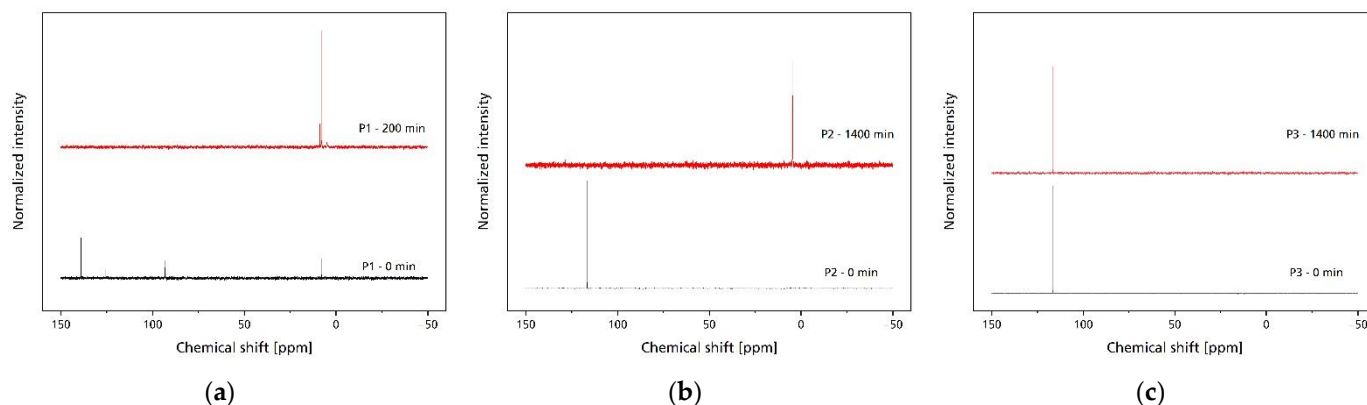 Normalized intensity
P1 - 200 min
P1 - 0 min
150
100
50
0
-50
Chemical shift [ppm]
(a)
Normalized intensity
P2 - 1400 min
P2 - 0 min
150
100
50
0
-50
Chemical shift [ppm]
(b)
Normalized intensity
P3 - 1400 min
P3 - 0 min
150
100
50
0
-50
Chemical shift [ppm]
(c)